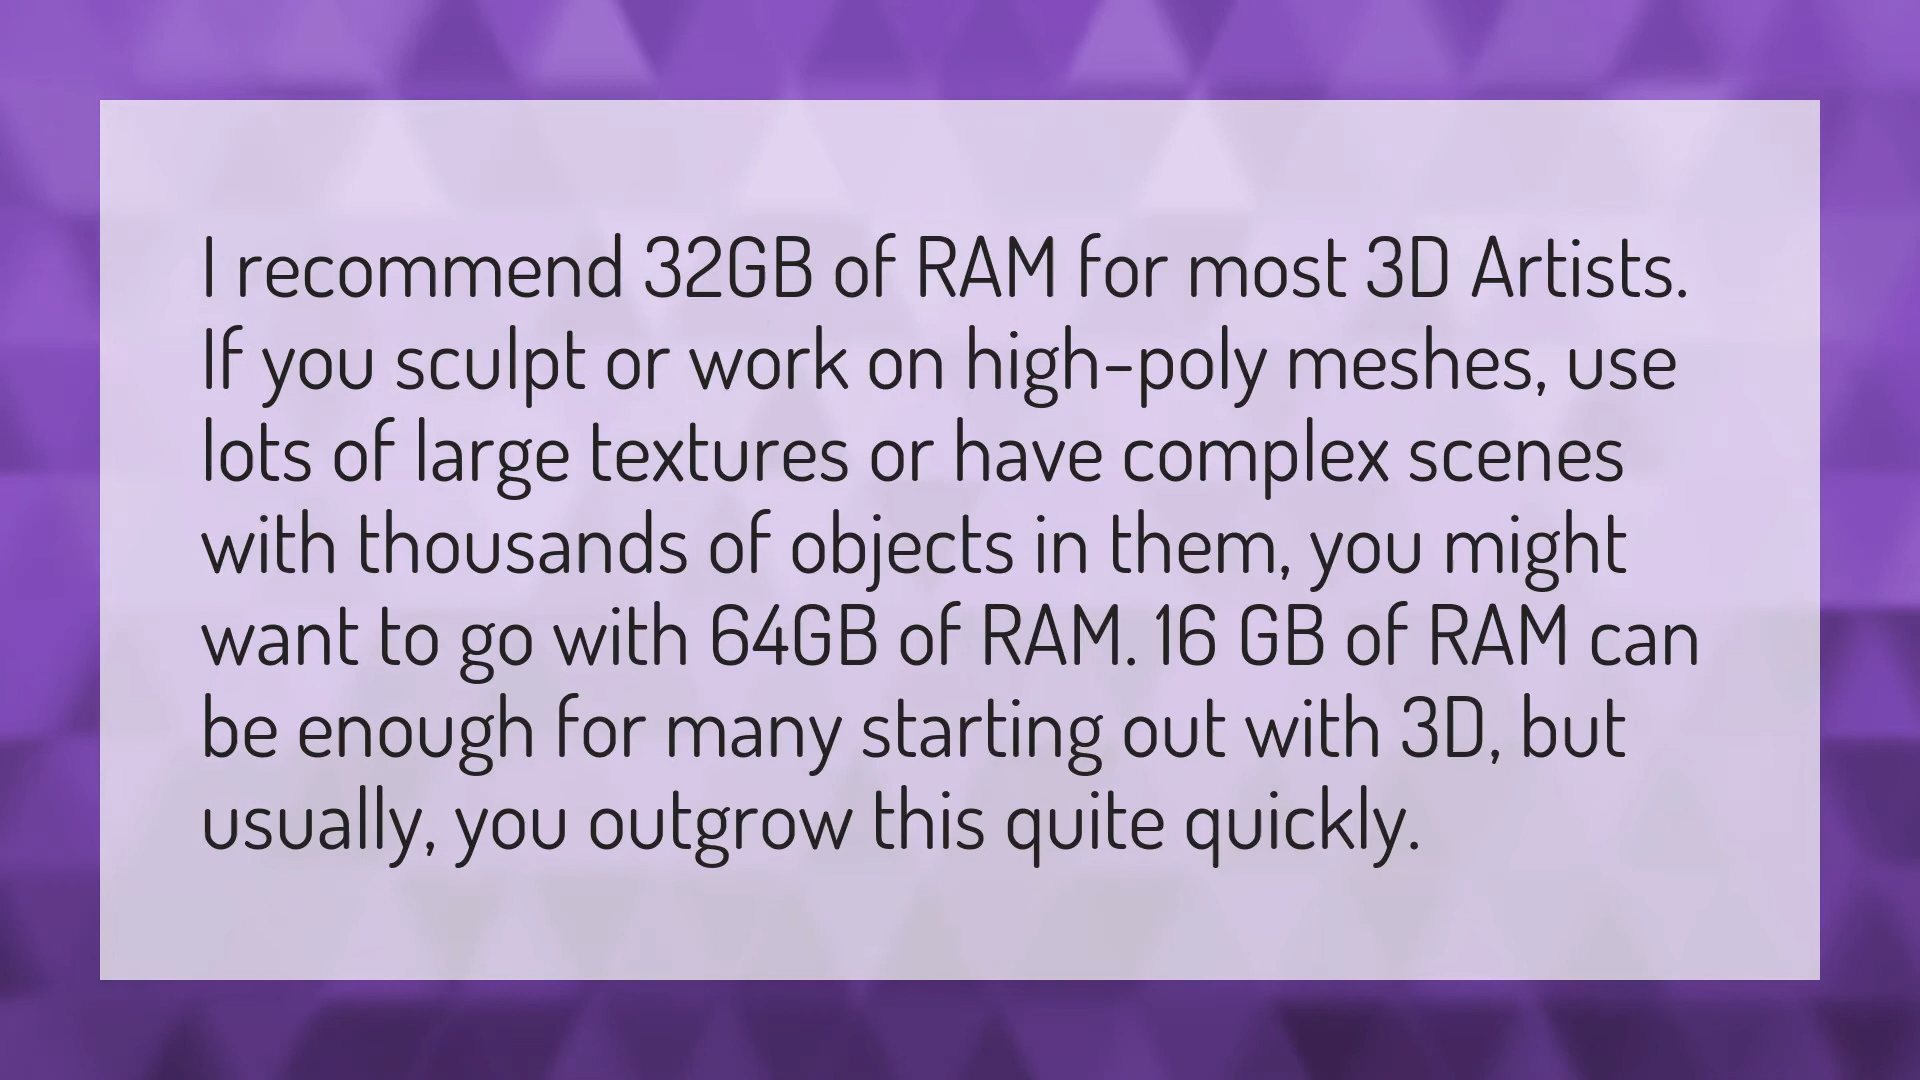 I recommend 32GB of RAM for most 3D Artists.
If you sculpt or work on high-poly meshes, use
lots of large textures or have complex scenes
with thousands of objects in them, you might
want to go with 64GB of RAM. 16 GB of RAM can
be enough for many starting out with 3D, but
usually, you outgrow this quite quickly.